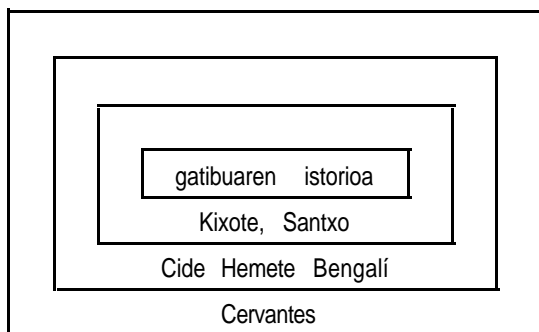 gatibuaren istorioa
Kixote, Santxo
Cide Hemete Bengalí
Cervantes